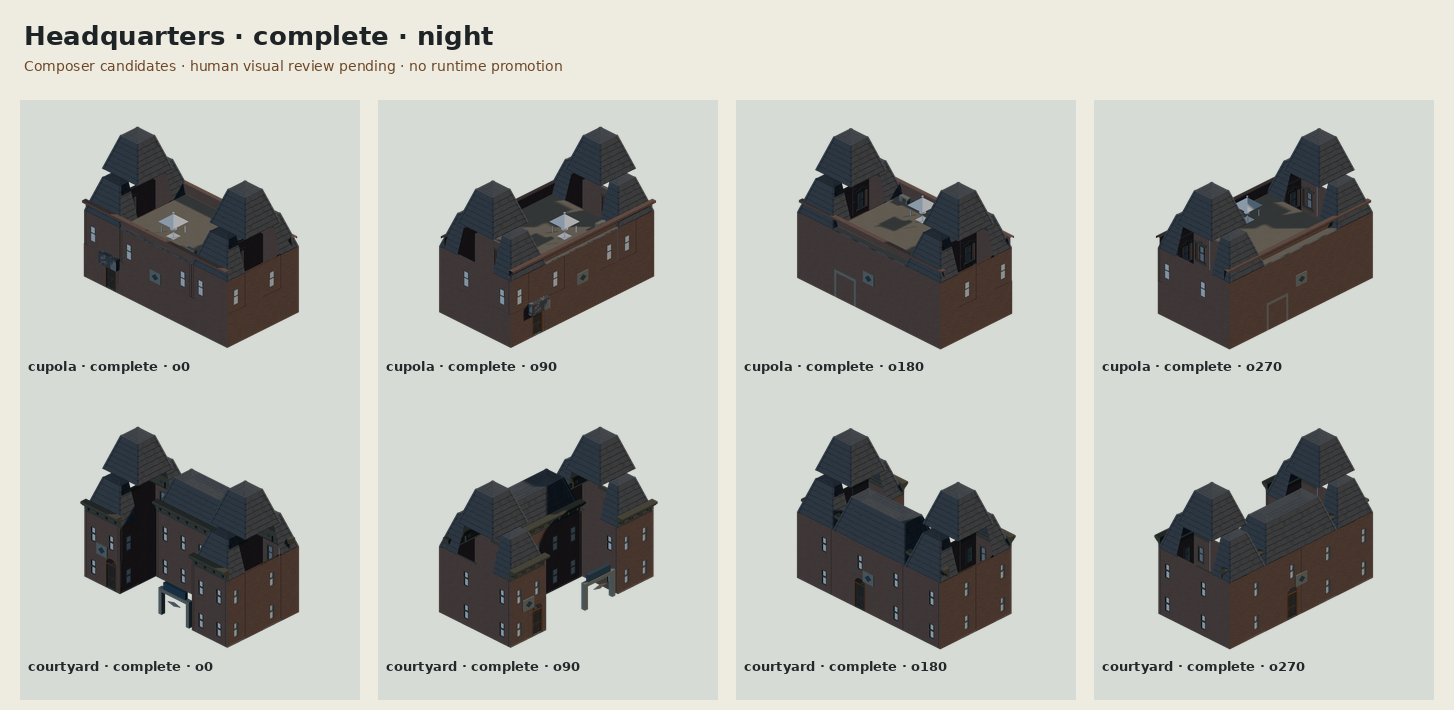 Headquarters · complete · night
Composer candidates · human visual review pending · no runtime promotion
cupola · complete · o0
cupola · complete · o90
cupola · complete · o180
cupola · complete · o270
courtyard · complete · o0
courtyard · complete · o90
courtyard · complete · o180
courtyard · complete · o270